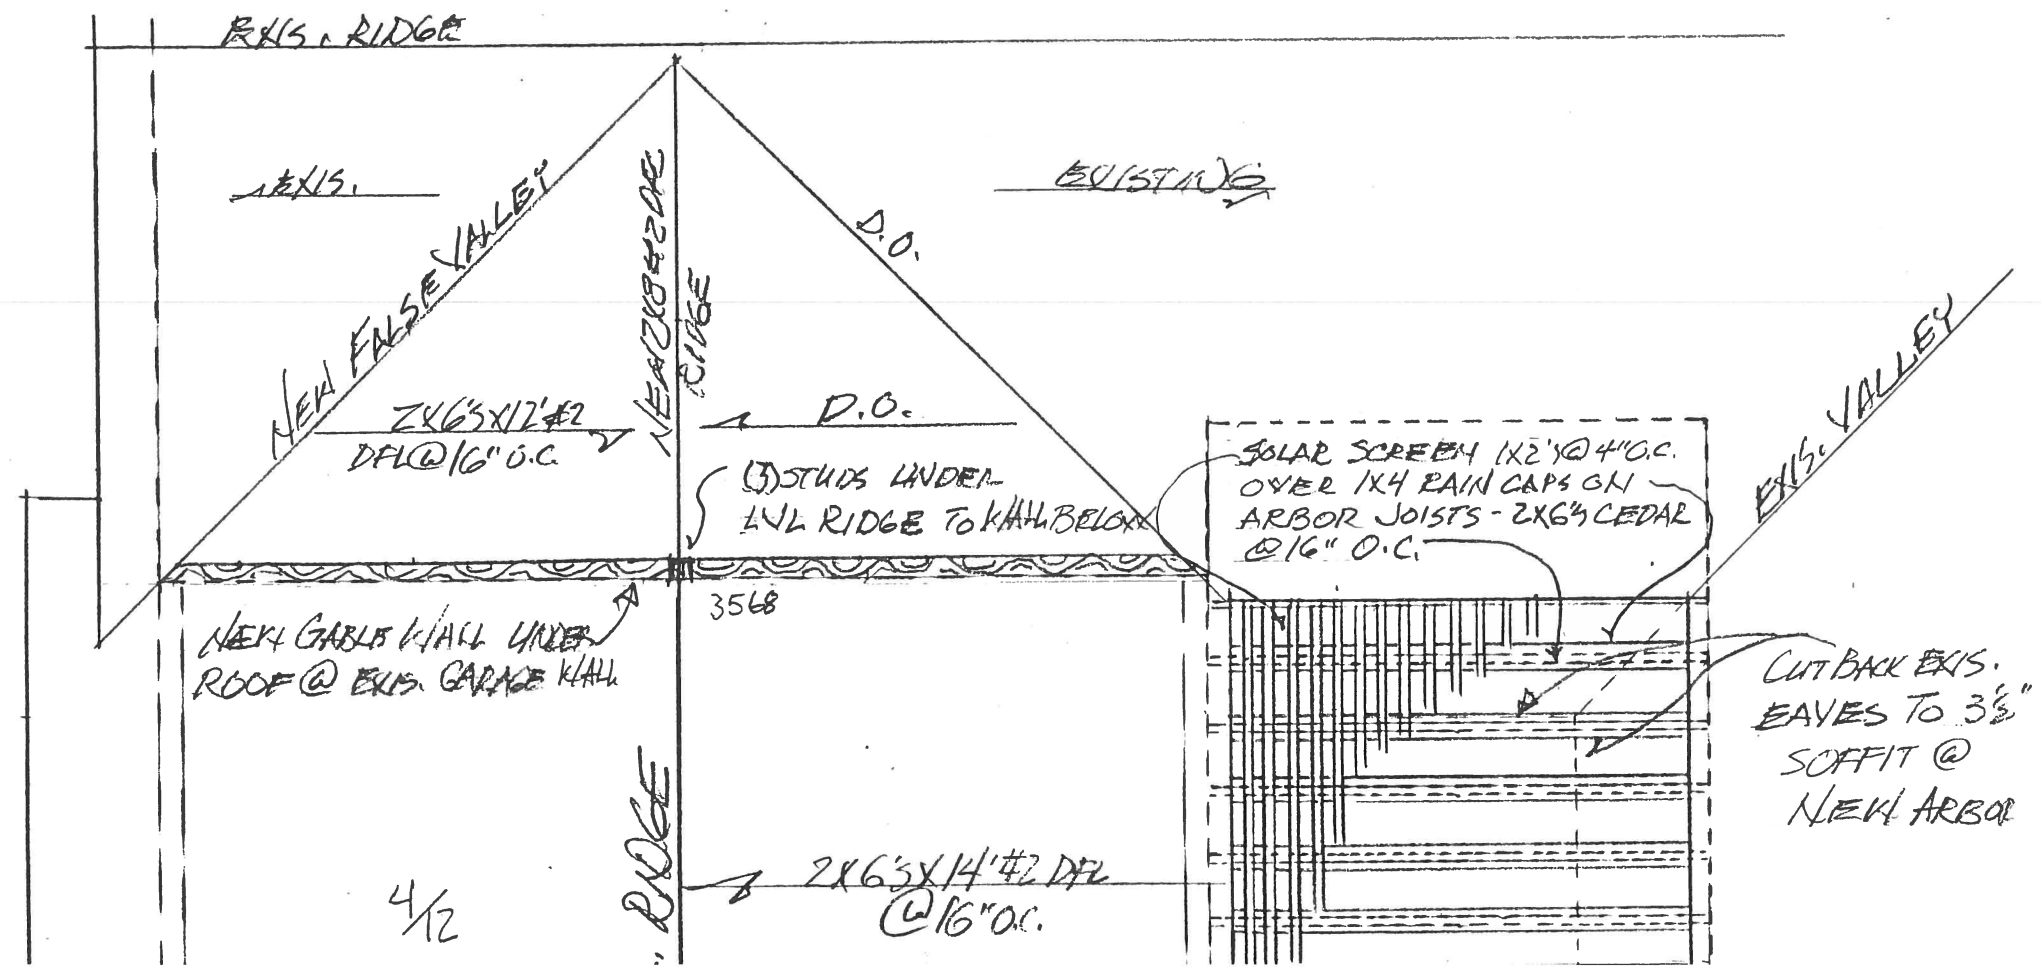 EXIS. RIDGE
EXIS.
EXISTING
NEW FALSE VALLEY
NEW 2X8 #2 DF
RIDGE
D.O.
EXIS. VALLEY
2X6'S X 12' #2
DFL @ 16" O.C.
D.O.
(3) STUDS UNDER
LVL RIDGE TO WALL BELOW
SOLAR SCREEN 1X2'S @ 4" O.C.
OVER 1X4 RAIN CAPS ON
ARBOR JOISTS - 2X6'S CEDAR
@ 16" O.C.
3568
NEW GABLE WALL UNDER
ROOF @ EXIS. GARAGE WALL
CUT BACK EXIS.
EAVES TO 3½"
SOFFIT @
NEW ARBOR
RIDGE
2X6'S X 14' #2 DFL
@ 16" O.C.
4/12